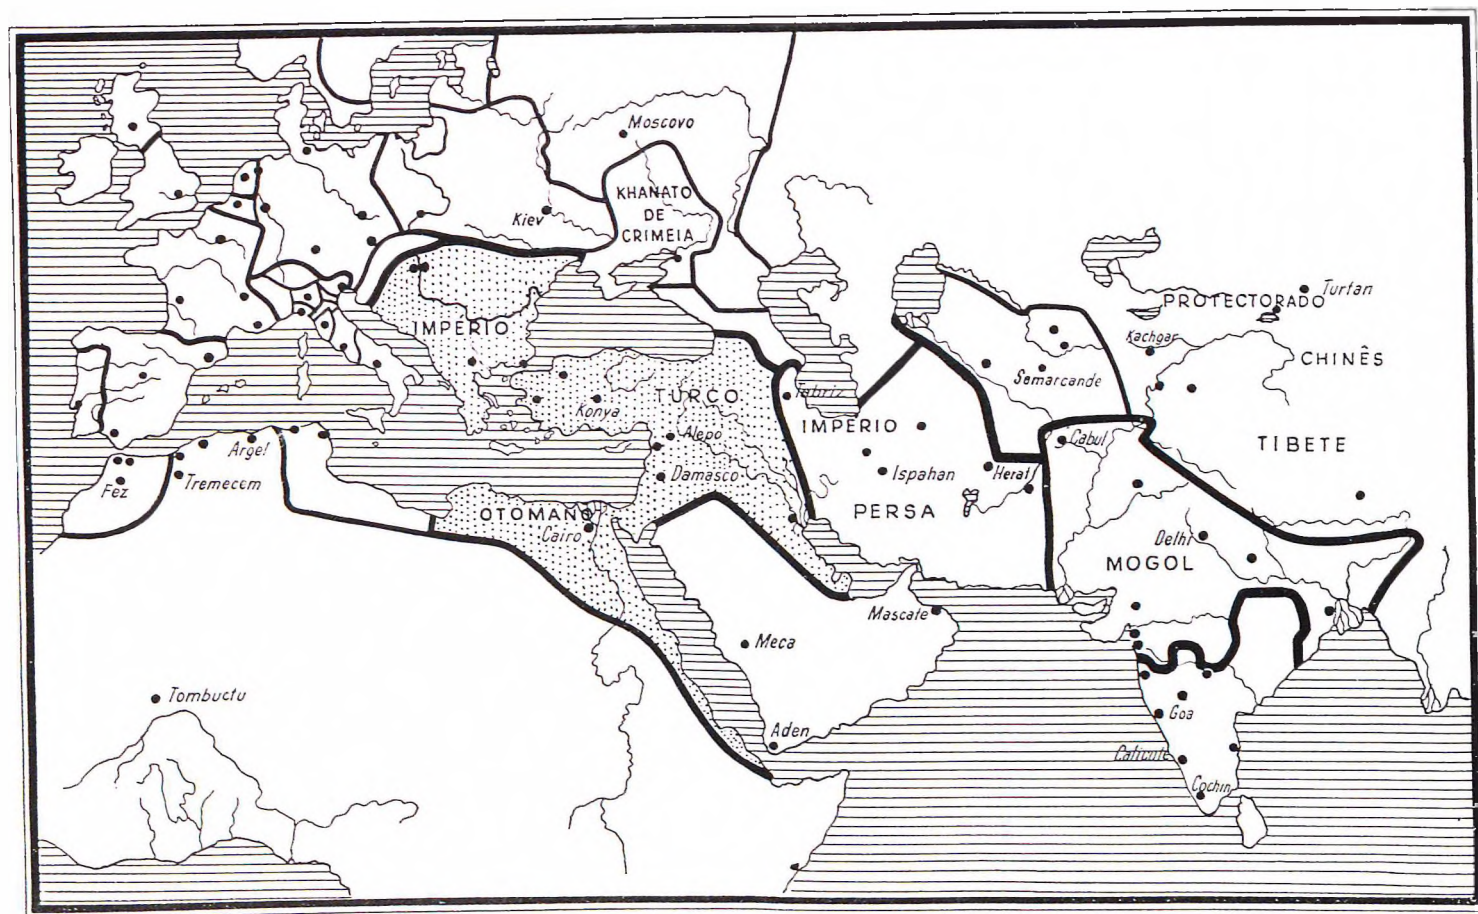 Moscovo
KHANATO
DE
CRIMEIA
Kiev
IMPERIO
TURCO
OTOMANO
Konya
Alepo
Damasco
Cairo
Argel
Tremecem
Fez
Tombuctu
Tabriz
IMPERIO
PERSA
Ispahan
Herat
Semarcande
Cabul
Kachgar
Turfan
PROTECTORADO
CHINÊS
TIBETE
Delhi
MOGOL
Mascate
Meca
Aden
Goa
Calicute
Cochin